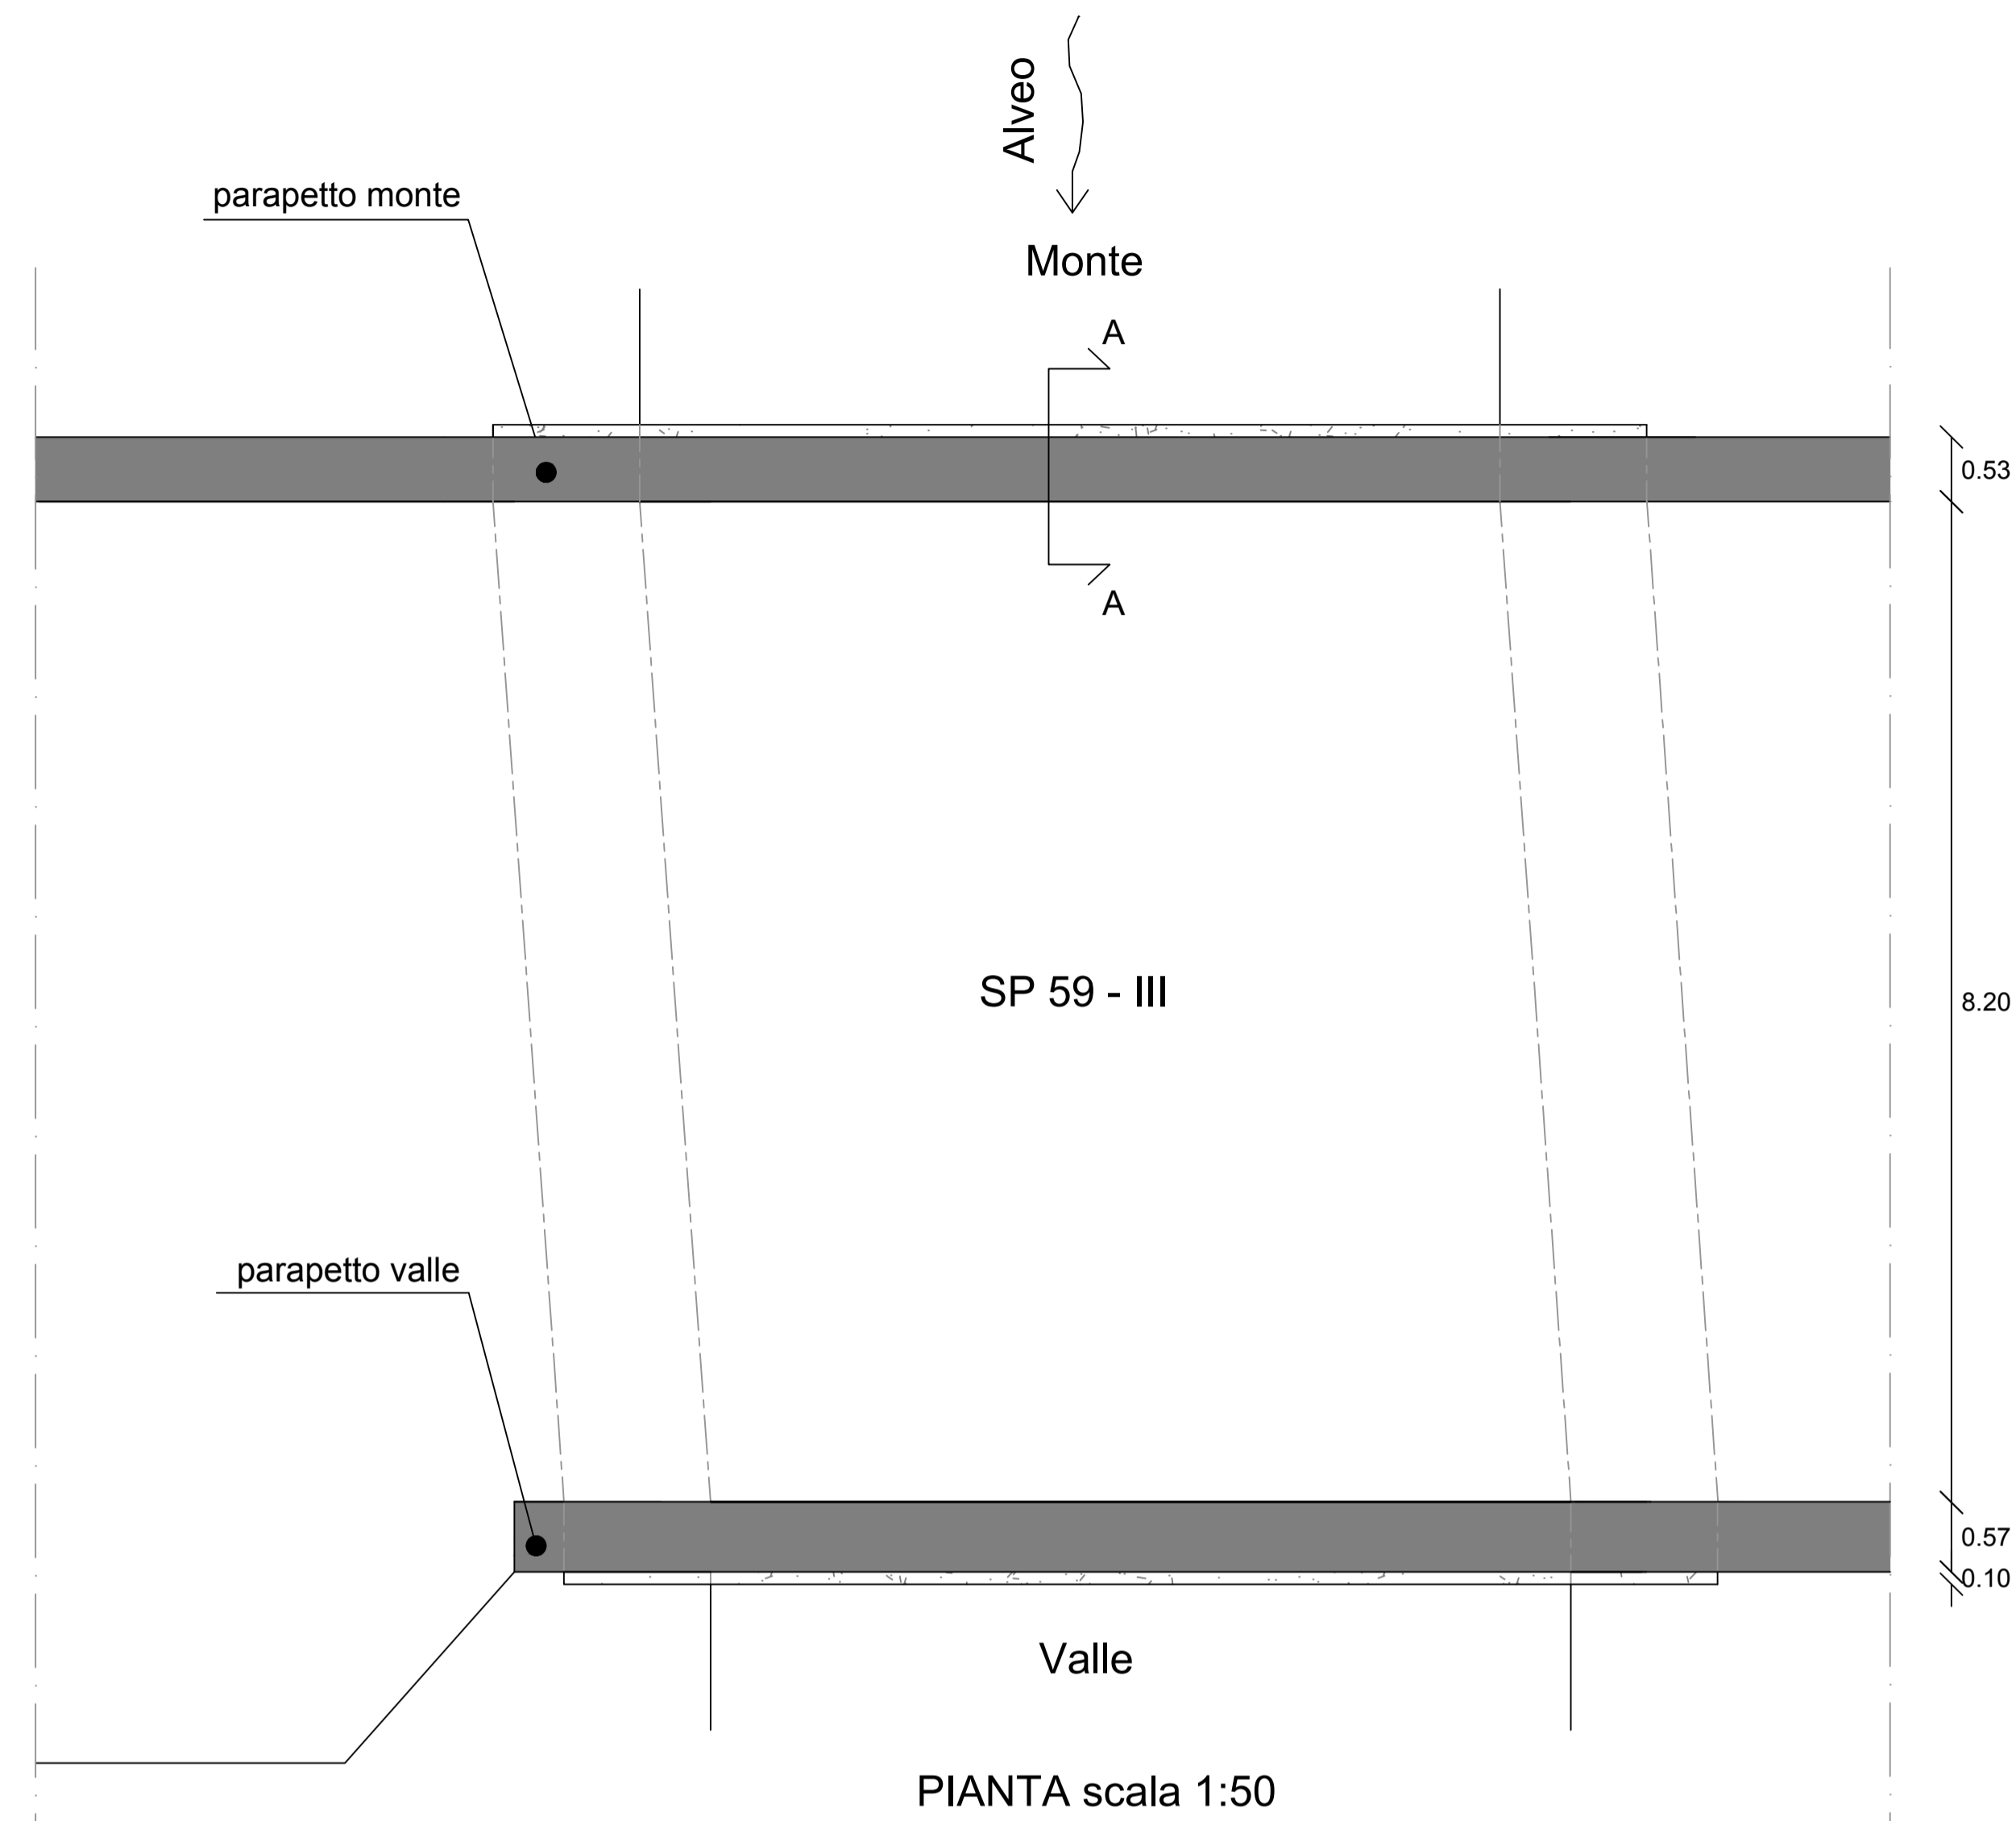 Alveo
parapetto monte
Monte
A
0.53
A
SP 59 - III
8.20
parapetto valle
0.57
0.10
Valle
PIANTA scala 1:50